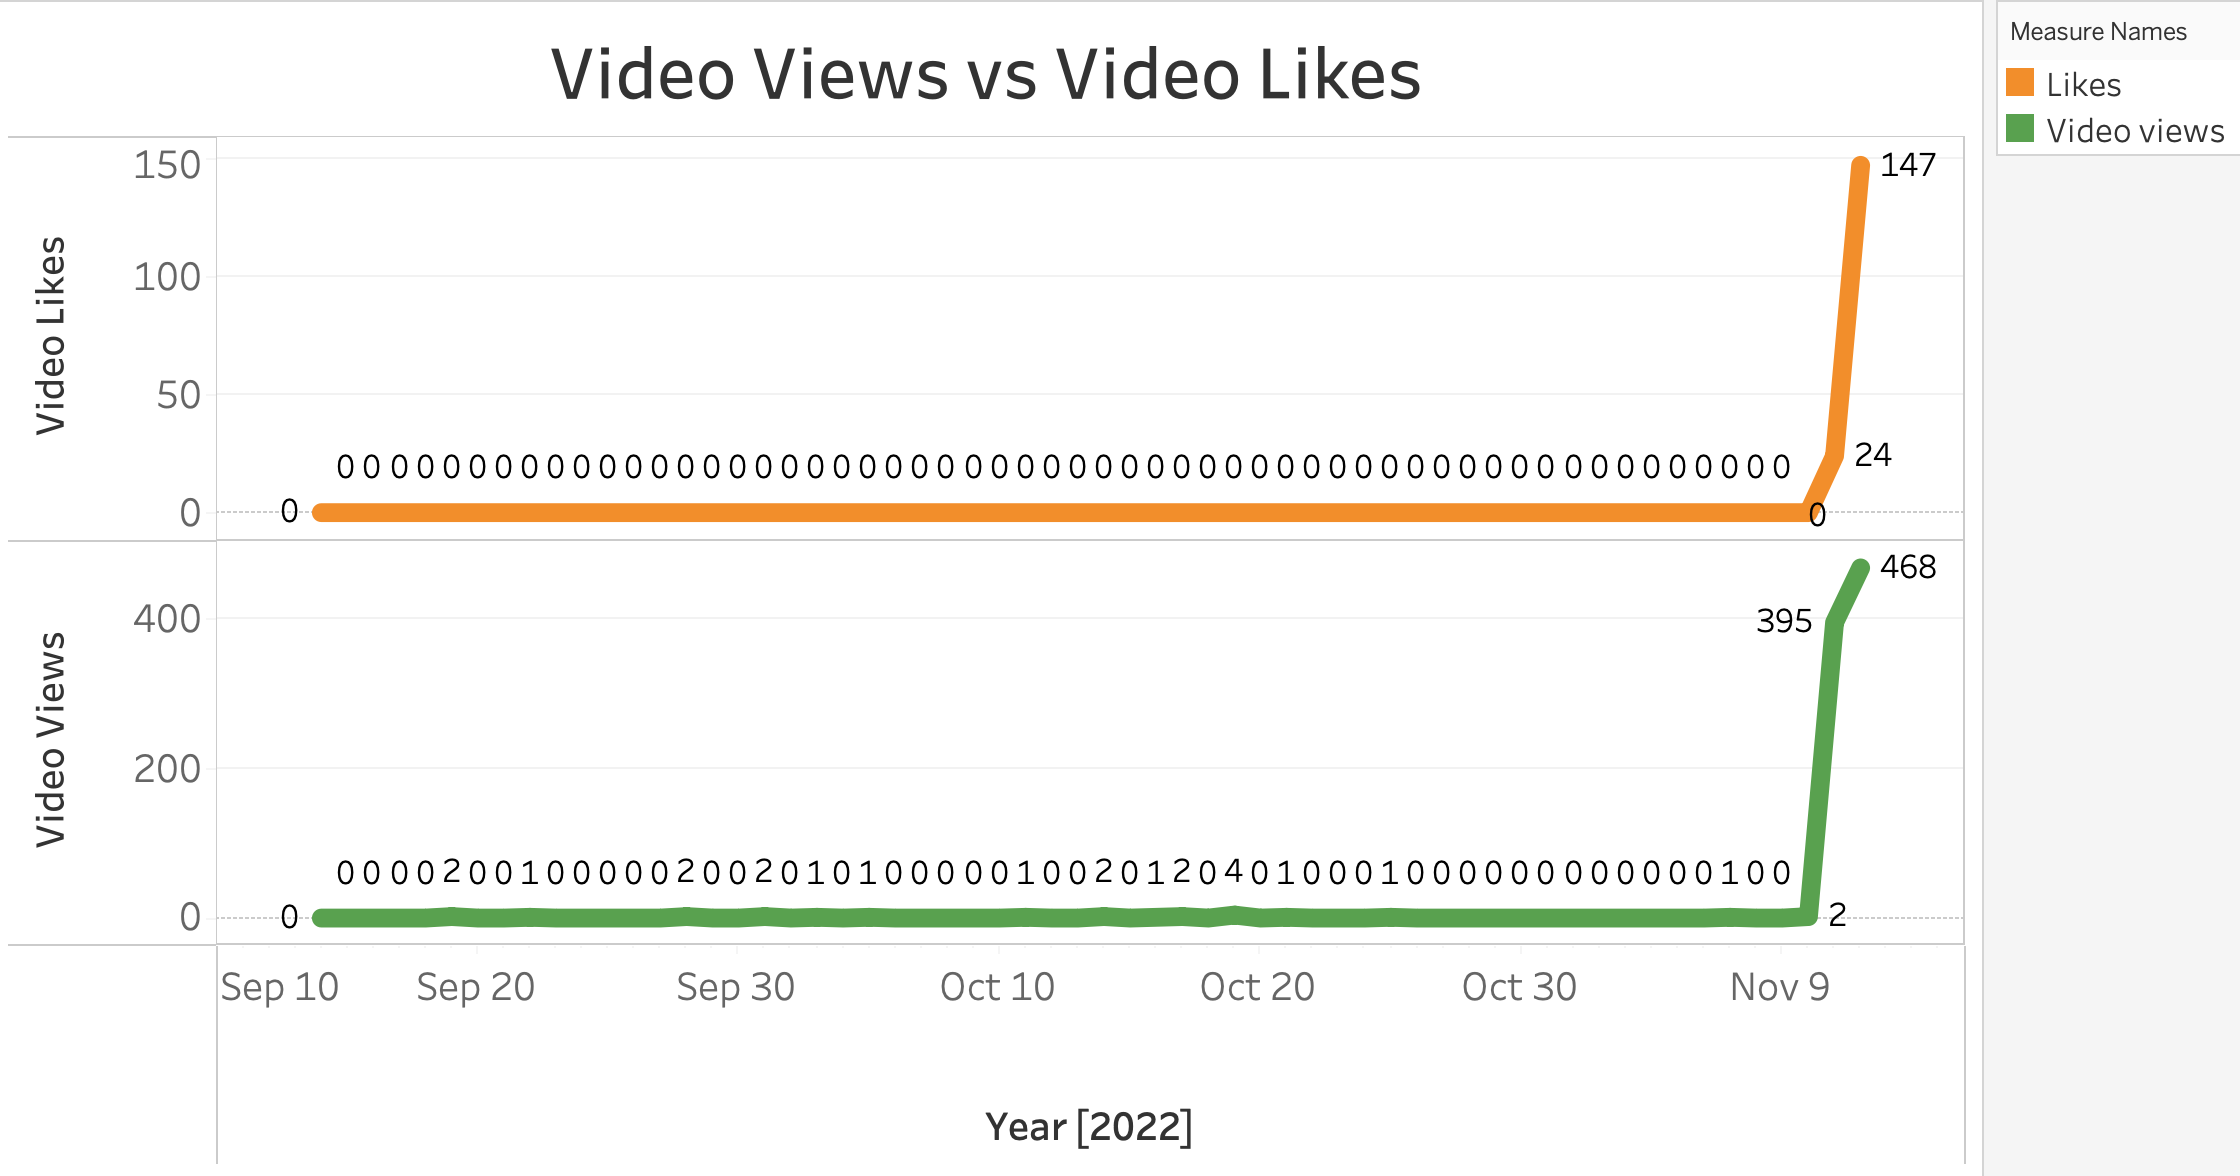 Video Views vs Video Likes
Measure Names
Likes
Video views
Video Likes
150
147
100
50
24
0 0 0 0 0 0 0 0 0 0 0 0 0 0 0 0 0 0 0 0 0 0 0 0 0 0 0 0 0 0 0 0 0 0 0 0 0 0 0 0 0 0 0 0 0 0 0 0 0 0 0 0 0 0 0 0
0
0
0
Video Views
468
400
395
200
0 0 0 0 2 0 0 1 0 0 0 0 0 2 0 0 2 0 1 0 1 0 0 0 0 0 1 0 0 2 0 1 2 0 4 0 1 0 0 0 1 0 0 0 0 0 0 0 0 0 0 0 0 1 0 0
0
0
2
Sep 10 Sep 20 Sep 30 Oct 10 Oct 20 Oct 30 Nov 9
Year [2022]